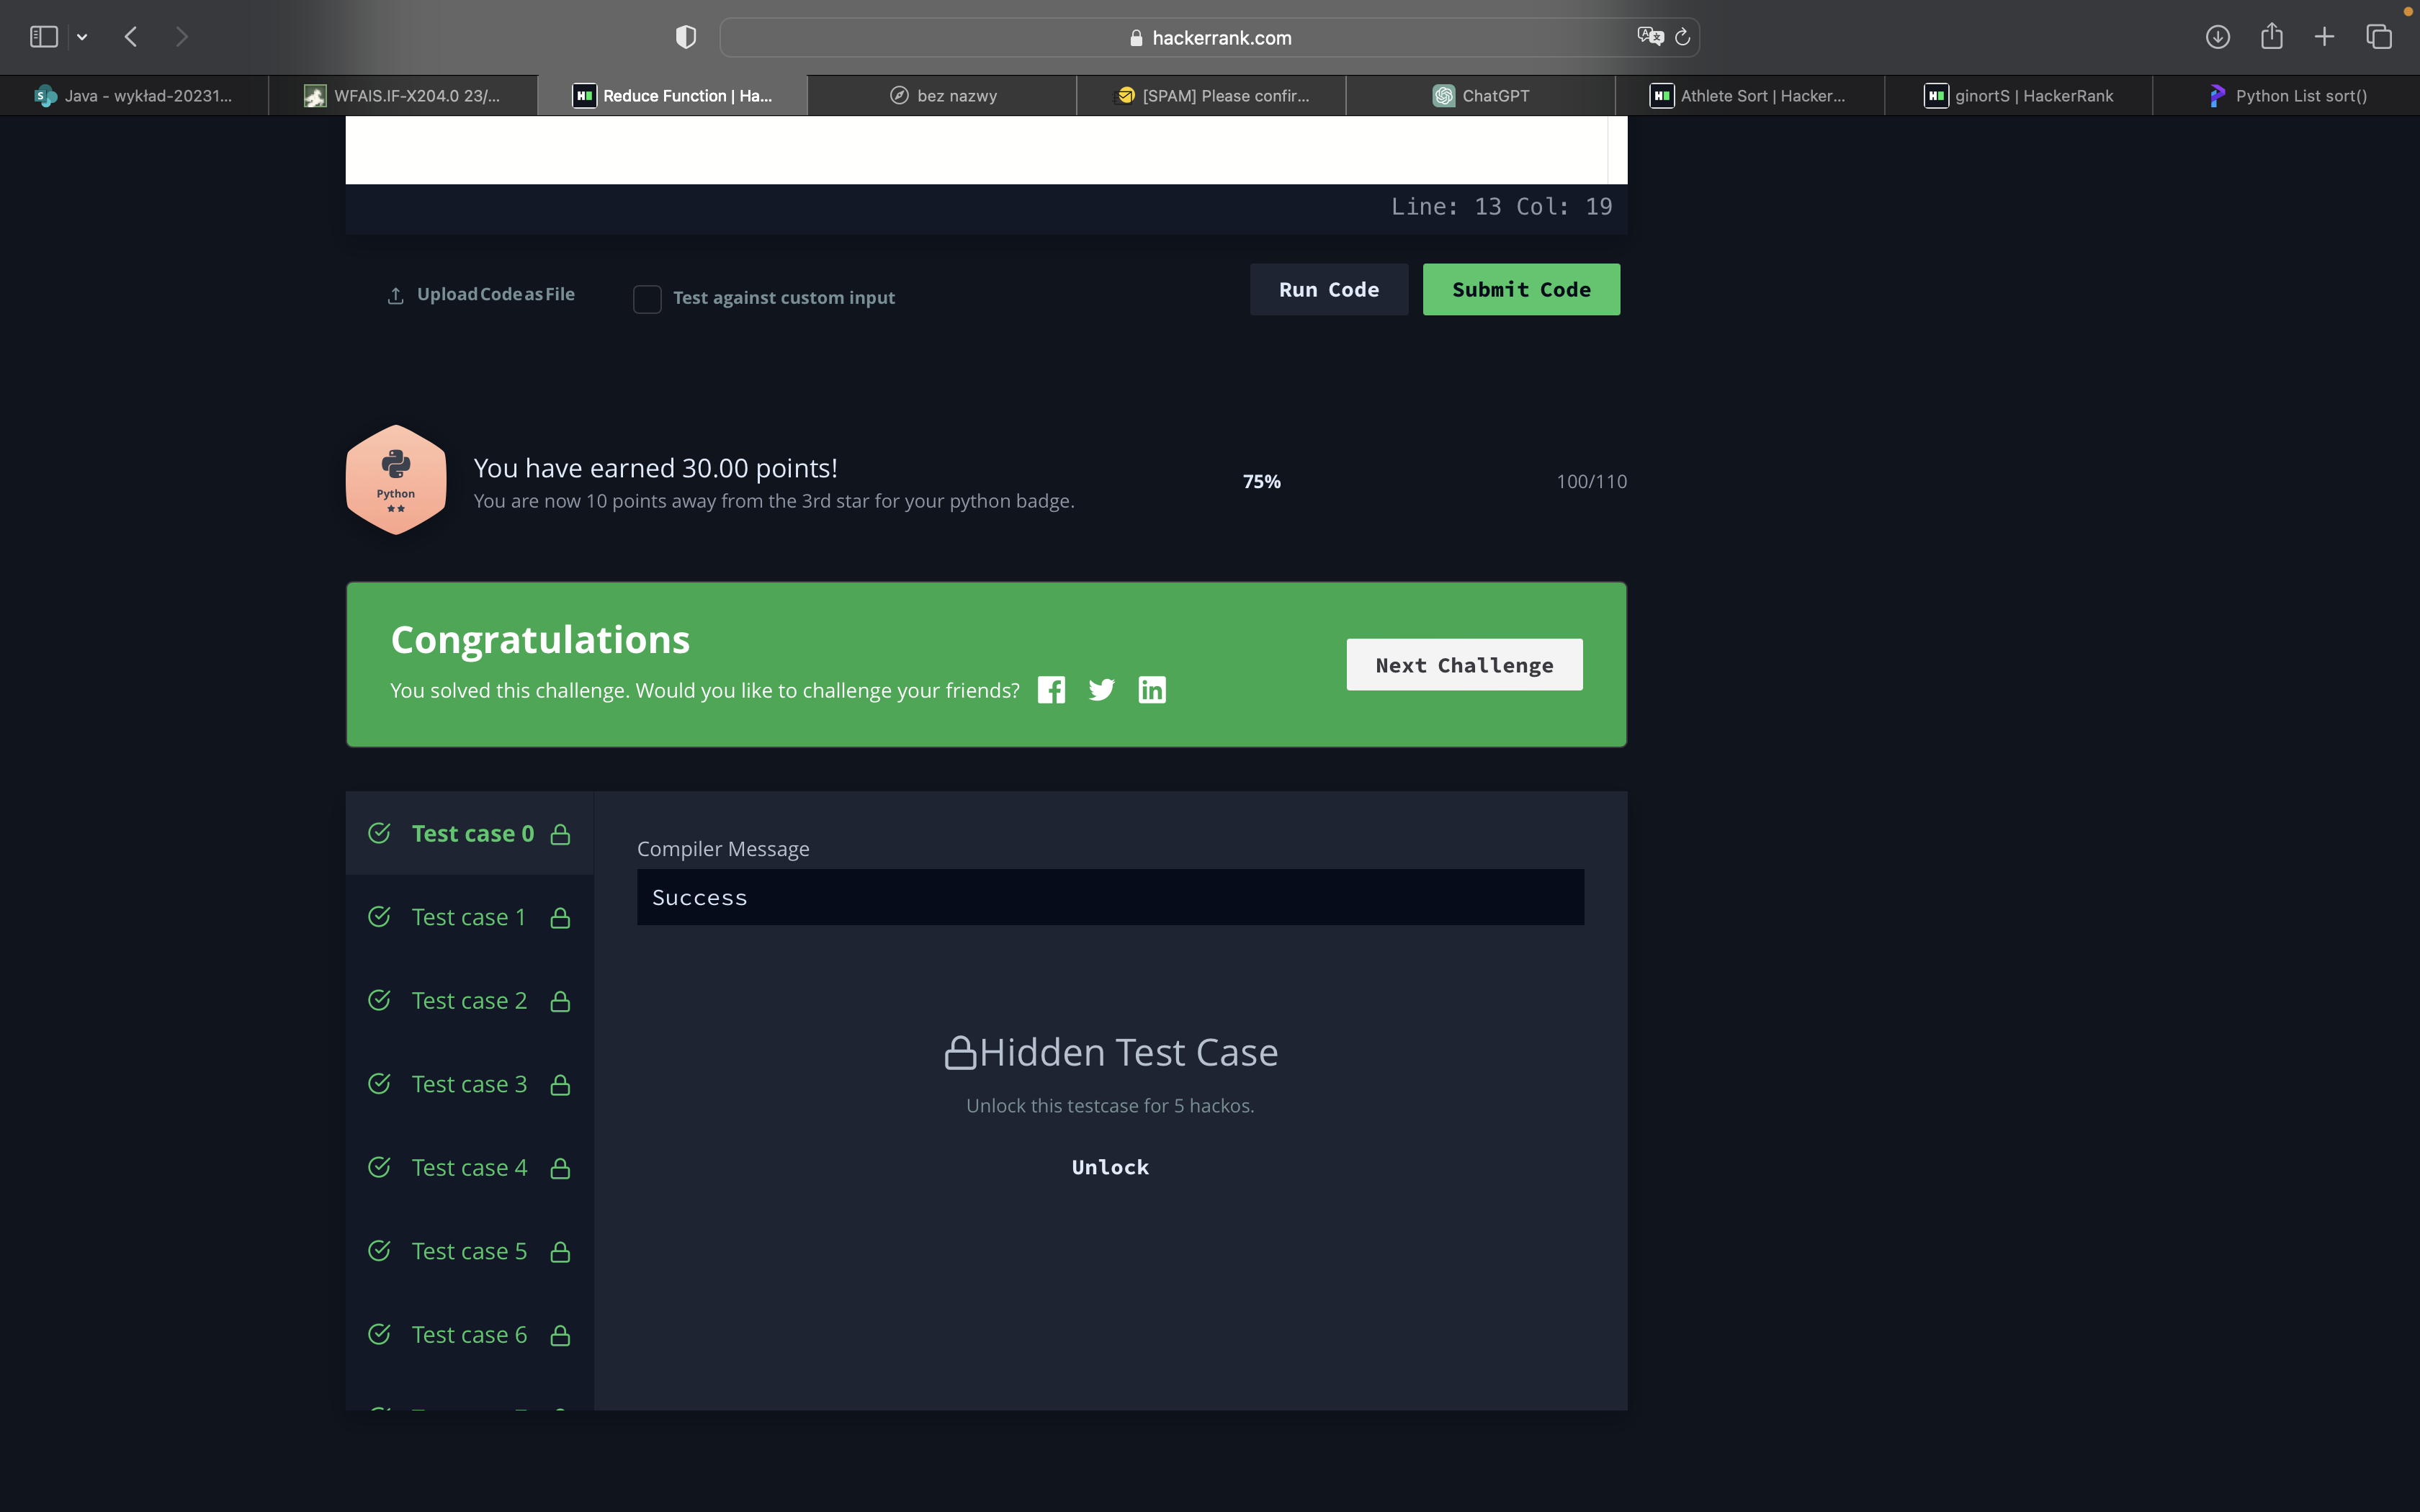 hackerrank.com
Java - wykład-20231...
WFAIS.IF-X204.0 23/...
Reduce Function | Ha...
bez nazwy
[SPAM] Please confir...
ChatGPT
Athlete Sort | Hacker...
ginortS | HackerRank
Python List sort()
Line: 13 Col: 19
Upload Code as File
Test against custom input
Run Code
Submit Code
Python
You have earned 30.00 points!
You are now 10 points away from the 3rd star for your python badge.
75%
100/110
Congratulations
You solved this challenge. Would you like to challenge your friends?
Next Challenge
Test case 0
Test case 1
Test case 2
Test case 3
Test case 4
Test case 5
Test case 6
Compiler Message
Success
Hidden Test Case
Unlock this testcase for 5 hackos.
Unlock